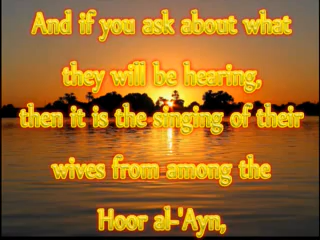 And if you ask about what
they will be hearing,
then it is the singing of their
wives from among the
Hoor al-'Ayn,